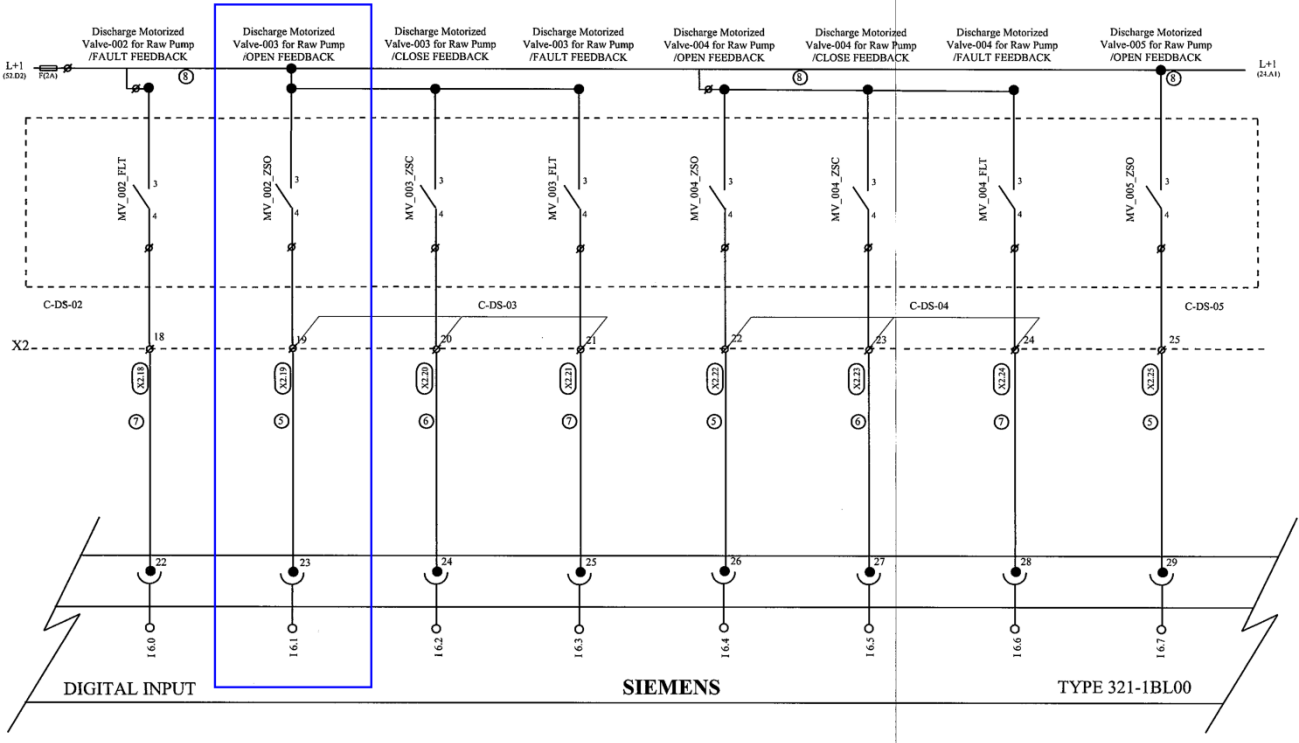 Discharge Motorized
Valve-002 for Raw Pump
/FAULT FEEDBACK
Discharge Motorized
Valve-003 for Raw Pump
/OPEN FEEDBACK
Discharge Motorized
Valve-003 for Raw Pump
/CLOSE FEEDBACK
Discharge Motorized
Valve-003 for Raw Pump
/FAULT FEEDBACK
Discharge Motorized
Valve-004 for Raw Pump
/OPEN FEEDBACK
Discharge Motorized
Valve-004 for Raw Pump
/CLOSE FEEDBACK
Discharge Motorized
Valve-004 for Raw Pump
/FAULT FEEDBACK
Discharge Motorized
Valve-005 for Raw Pump
/OPEN FEEDBACK
L+1
(52.D2)
F(2A)
8
8
8
L+1
(24.A1)
MV_002_FLT
3
4
MV_002_ZSO
3
4
MV_003_ZSC
3
4
MV_003_FLT
3
4
MV_004_ZSO
3
4
MV_004_ZSC
3
4
MV_004_FLT
3
4
MV_005_ZSO
3
4
C-DS-02
C-DS-03
C-DS-04
C-DS-05
X2
18
19
20
21
22
23
24
25
X2.18
X2.19
X2.20
X2.21
X2.22
X2.23
X2.24
X2.25
7
5
6
7
5
6
7
5
22
23
24
25
26
27
28
29
I 6.0
I 6.1
I 6.2
I 6.3
I 6.4
I 6.5
I 6.6
I 6.7
DIGITAL INPUT
SIEMENS
TYPE 321-1BL00